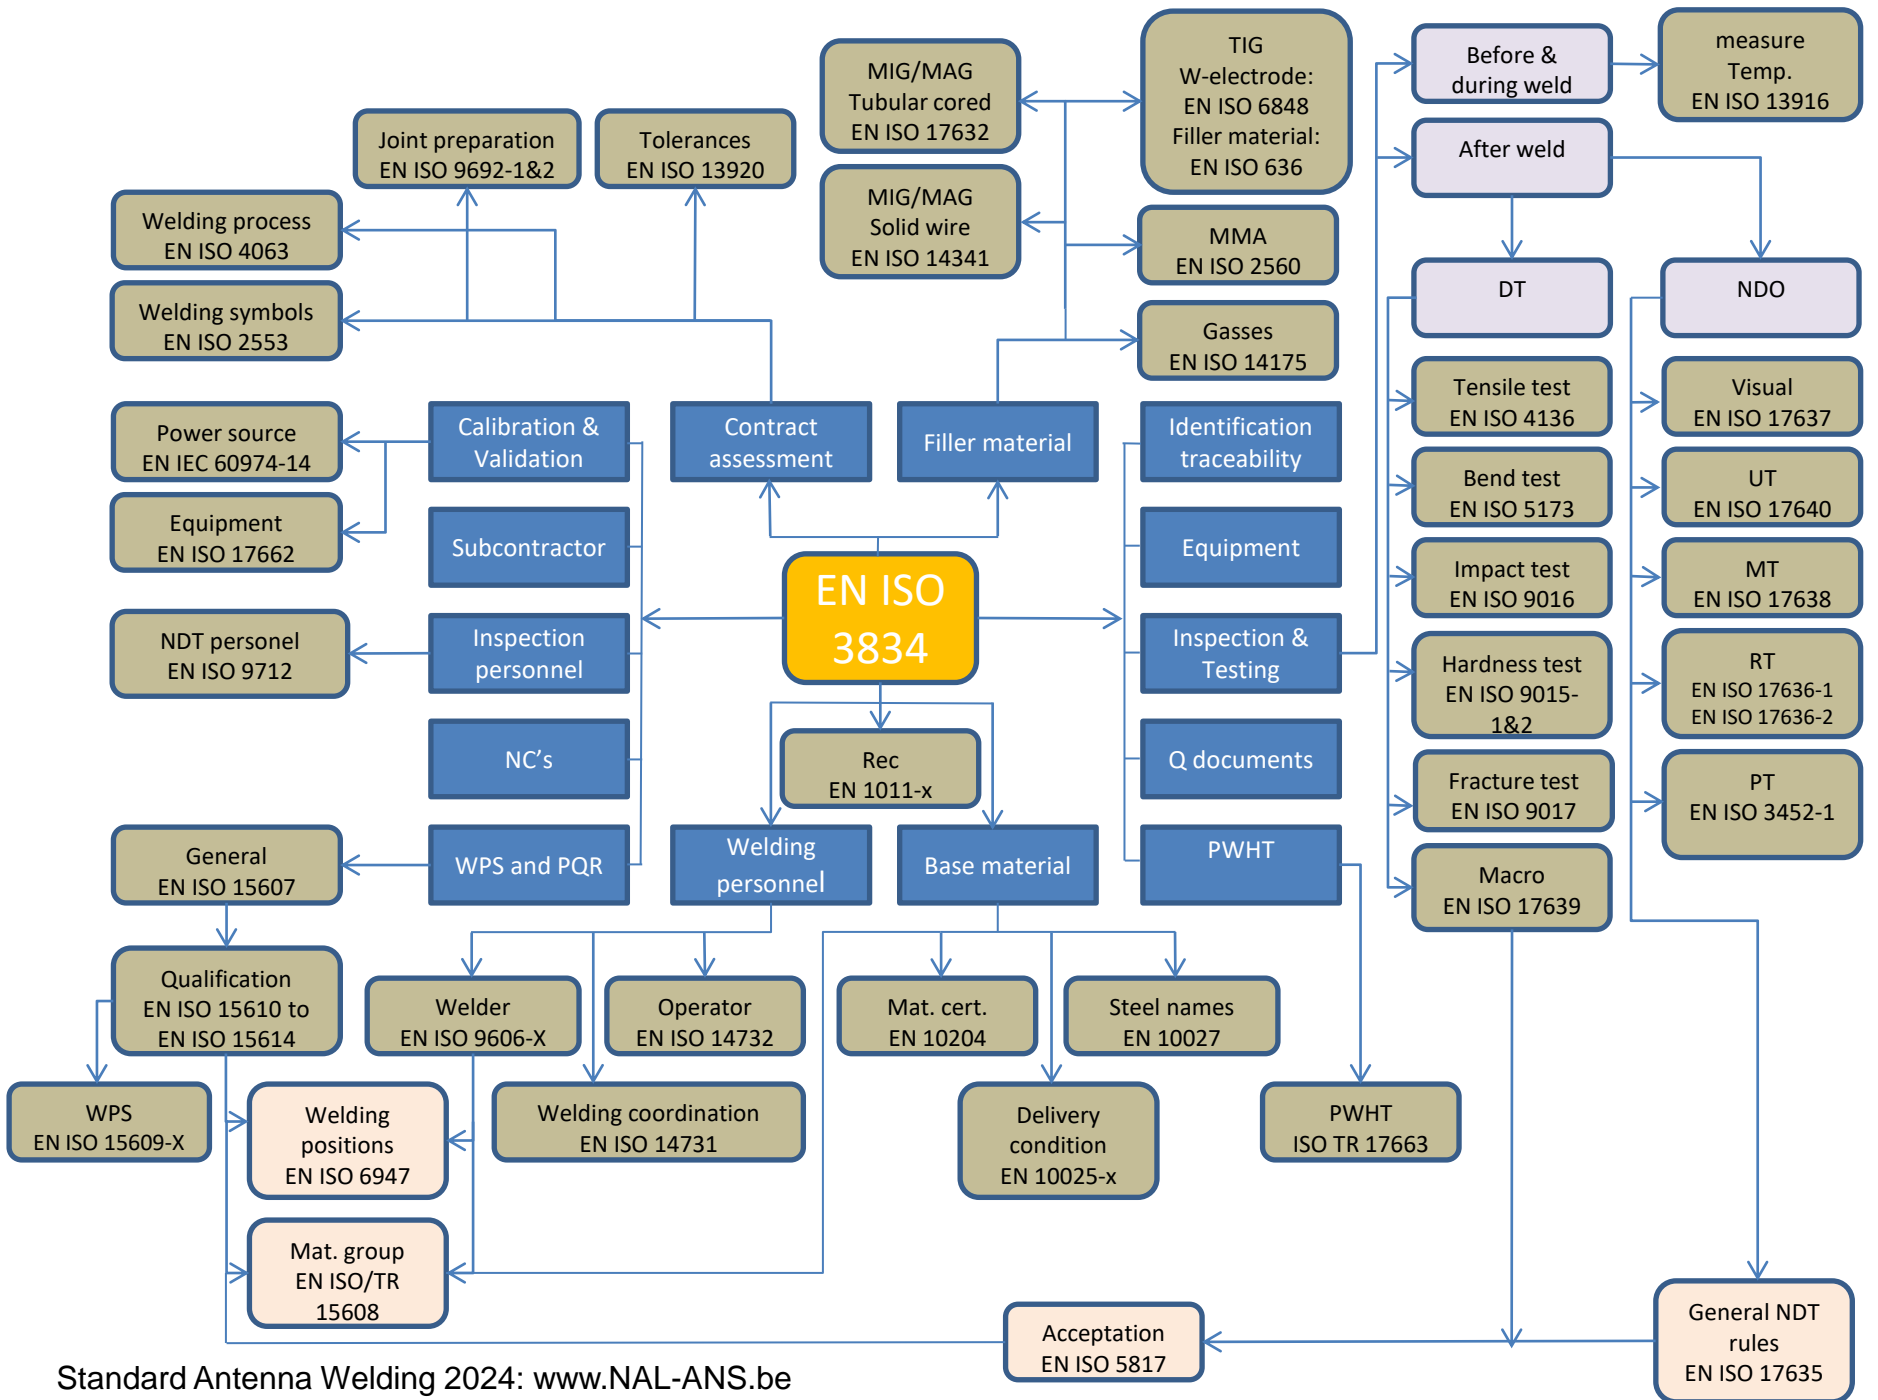 MIG/MAG
Tubular cored
EN ISO 17632
TIG
W-electrode:
EN ISO 6848
Filler material:
EN ISO 636
Before &
during weld
measure
Temp.
EN ISO 13916
Joint preparation
EN ISO 9692-1&2
Tolerances
EN ISO 13920
After weld
MIG/MAG
Solid wire
EN ISO 14341
Welding process
EN ISO 4063
MMA
EN ISO 2560
Welding symbols
EN ISO 2553
DT
NDO
Gasses
EN ISO 14175
Tensile test
EN ISO 4136
Visual
EN ISO 17637
Power source
EN IEC 60974-14
Calibration &
Validation
Contract
assessment
Filler material
Identification
traceability
Bend test
EN ISO 5173
UT
EN ISO 17640
Equipment
EN ISO 17662
Subcontractor
Equipment
EN ISO
3834
Impact test
EN ISO 9016
MT
EN ISO 17638
NDT personel
EN ISO 9712
Inspection
personnel
Inspection &
Testing
Hardness test
EN ISO 9015-
1&2
RT
EN ISO 17636-1
EN ISO 17636-2
NC's
Rec
EN 1011-x
Q documents
Fracture test
EN ISO 9017
PT
EN ISO 3452-1
General
EN ISO 15607
WPS and PQR
Welding
personnel
Base material
PWHT
Macro
EN ISO 17639
Qualification
EN ISO 15610 to
EN ISO 15614
Welder
EN ISO 9606-X
Operator
EN ISO 14732
Mat. cert.
EN 10204
Steel names
EN 10027
WPS
EN ISO 15609-X
Welding
positions
EN ISO 6947
Welding coordination
EN ISO 14731
Delivery
condition
EN 10025-x
PWHT
ISO TR 17663
Mat. group
EN ISO/TR
15608
Acceptation
EN ISO 5817
General NDT
rules
EN ISO 17635
Standard Antenna Welding 2024: www.NAL-ANS.be